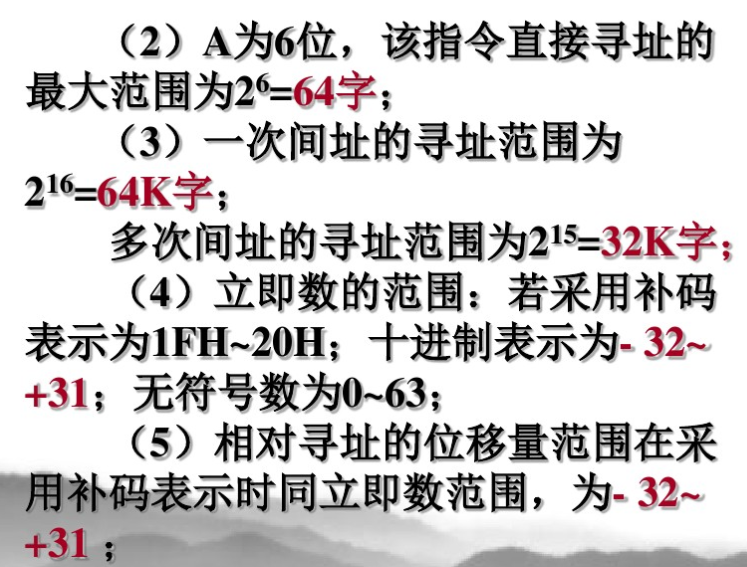 （2）A为6位，该指令直接寻址的
最大范围为2⁶=64字；
（3）一次间址的寻址范围为
2¹⁶=64K字；
多次间址的寻址范围为2¹⁵=32K字；
（4）立即数的范围：若采用补码
表示为1FH~20H；十进制表示为- 32~
+31；无符号数为0~63；
（5）相对寻址的位移量范围在采
用补码表示时同立即数范围，为- 32~
+31；